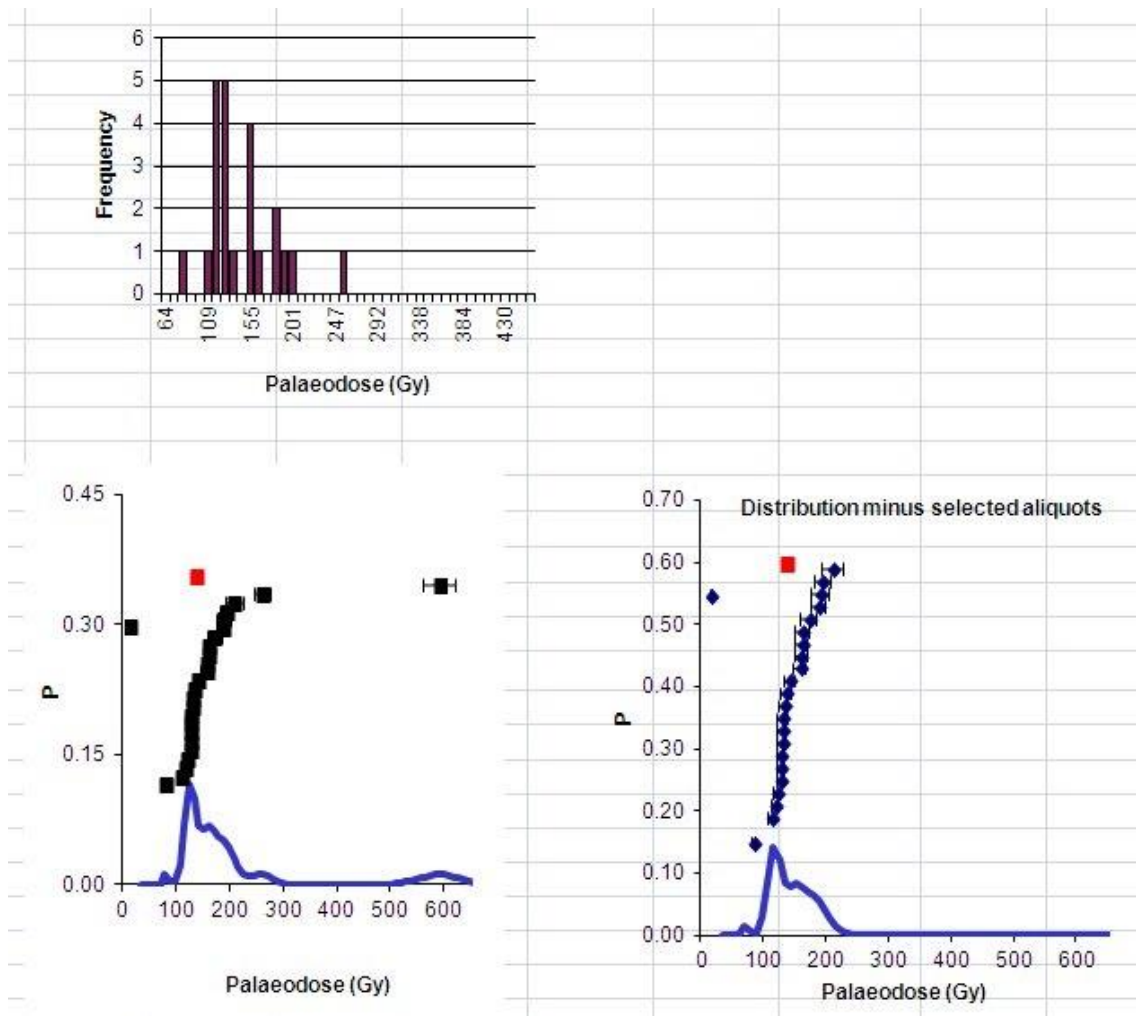 6
5
4
3
2
1
0
Frequency
64 109 155 201 247 292 338 384 430
Palaeodose (Gy)
0.45
0.30
0.15
0.00
P
0 100 200 300 400 500 600
Palaeodose (Gy)
Distribution minus selected aliquots
0.70
0.60
0.50
0.40
0.30
0.20
0.10
0.00
P
0 100 200 300 400 500 600
Palaeodose (Gy)